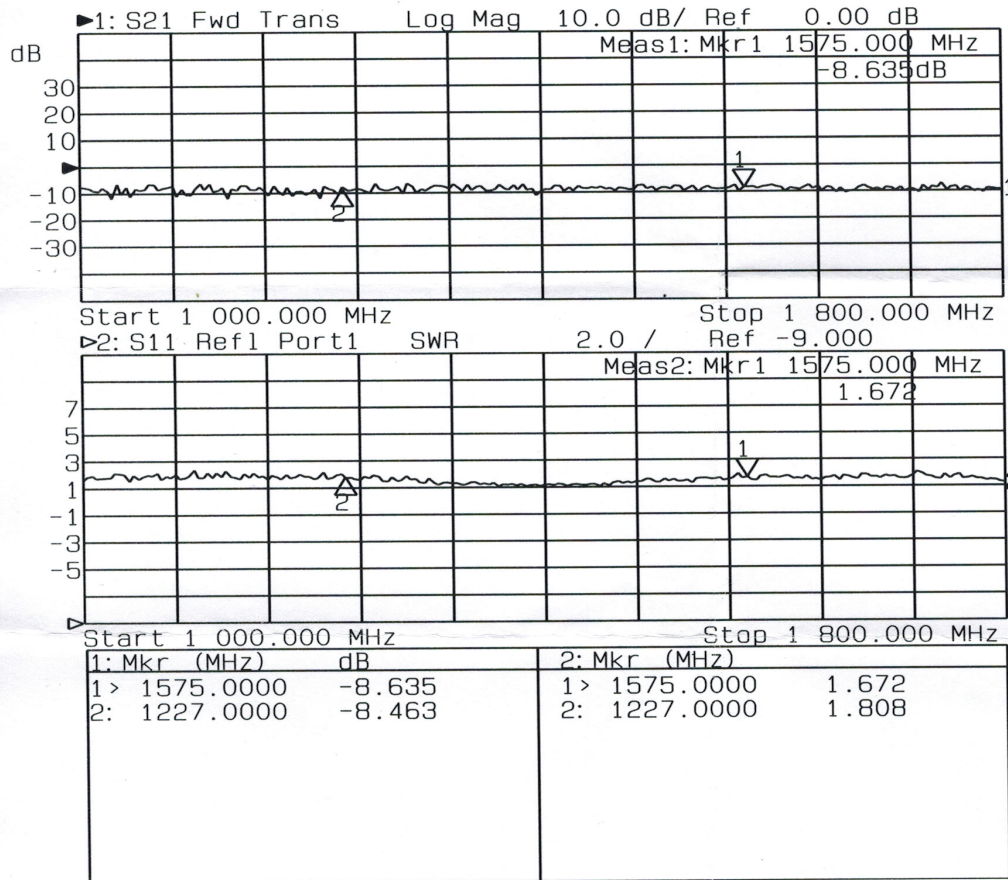 ►1: S21 Fwd Trans Log Mag 10.0 dB/ Ref 0.00 dB
dB
Meas1: Mkr1 1575.000 MHz
-8.635dB
30
20
10
-10
-20
-30
1
2
Start 1 000.000 MHz Stop 1 800.000 MHz
▷2: S11 Refl Port1 SWR 2.0 / Ref -9.000
Meas2: Mkr1 1575.000 MHz
1.672
7
5
3
1
-1
-3
-5
1
2
Start 1 000.000 MHz Stop 1 800.000 MHz
1: Mkr (MHz) dB 2: Mkr (MHz)
1> 1575.0000 -8.635 1> 1575.0000 1.672
2: 1227.0000 -8.463 2: 1227.0000 1.808